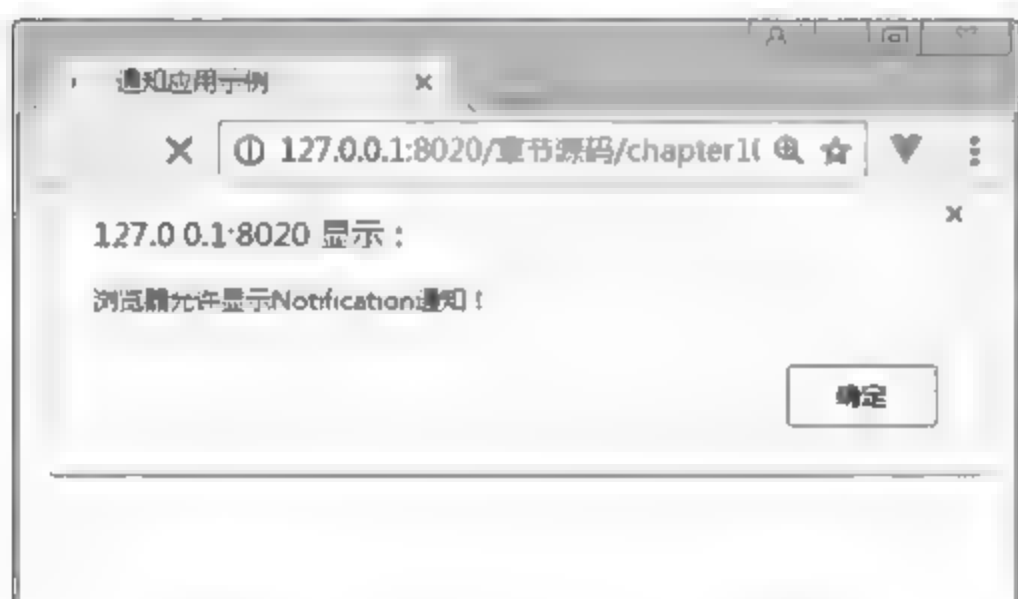 通知应用示例
127.0.0.1:8020/章节源码/chapter1(
127.0.0.1:8020 显示：
浏览器允许显示Notification通知！
确定